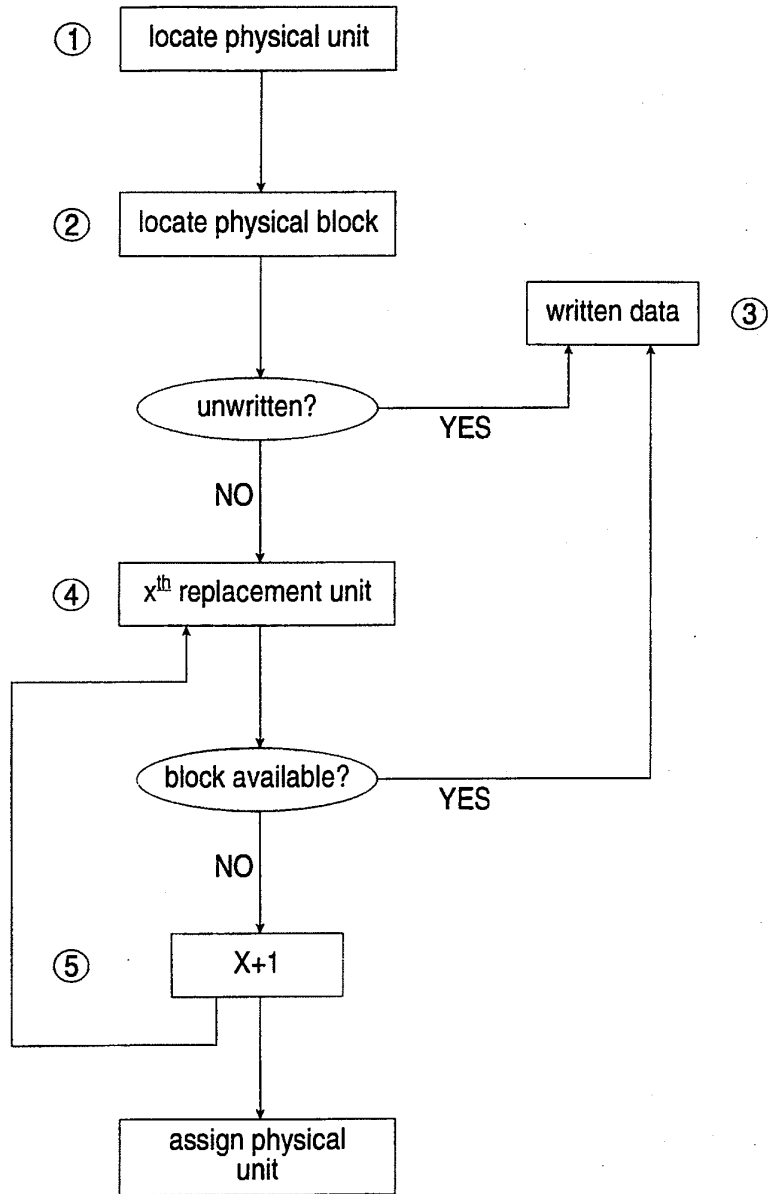 ① locate physical unit
② locate physical block
written data ③
unwritten?
YES
NO
④ xth replacement unit
block available?
YES
NO
⑤ X+1
assign physical
unit